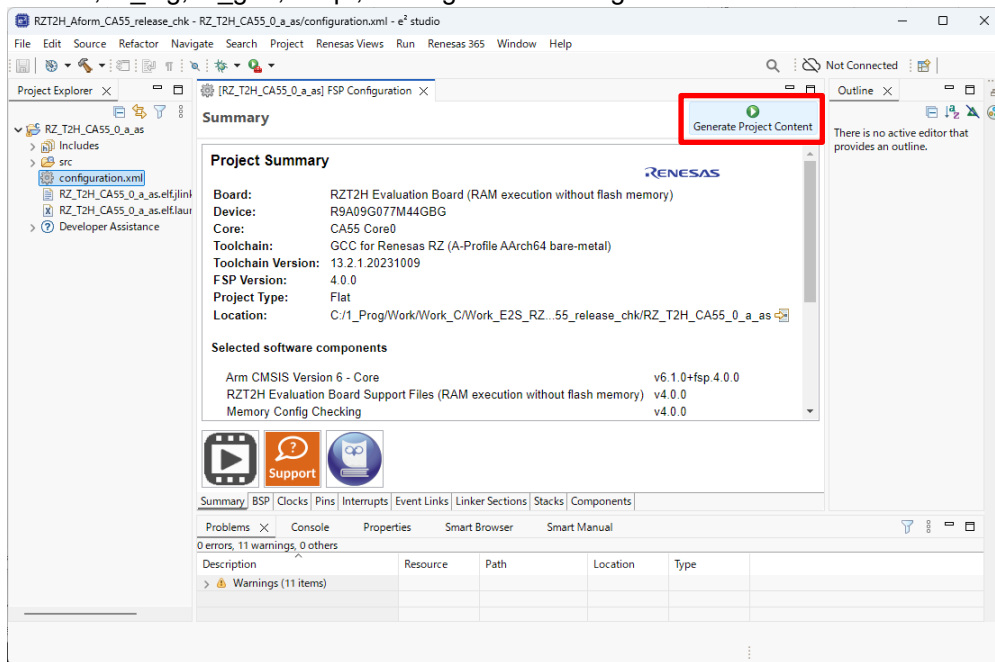 RZT2H_Aform_CA55_release_chk - RZ_T2H_CA55_0_a_as/configuration.xml - e² studio
File Edit Source Refactor Navigate Search Project Renesas Views Run Renesas 365 Window Help
Not Connected
Project Explorer
[RZ_T2H_CA55_0_a_as] FSP Configuration
Outline
RZ_T2H_CA55_0_a_as
Includes
src
configuration.xml
RZ_T2H_CA55_0_a_as.elf.jlink
RZ_T2H_CA55_0_a_as.elf.laur
Developer Assistance
Summary
Generate Project Content
There is no active editor that
provides an outline.
Project Summary
RENESAS
Board: RZT2H Evaluation Board (RAM execution without flash memory)
Device: R9A09G077M44GBG
Core: CA55 Core0
Toolchain: GCC for Renesas RZ (A-Profile AArch64 bare-metal)
Toolchain Version: 13.2.1.20231009
FSP Version: 4.0.0
Project Type: Flat
Location: C:/1_Prog/Work/Work_C/Work_E2S_RZ...55_release_chk/RZ_T2H_CA55_0_a_as
Selected software components
Arm CMSIS Version 6 - Core v6.1.0+fsp.4.0.0
RZT2H Evaluation Board Support Files (RAM execution without flash memory) v4.0.0
Memory Config Checking v4.0.0
Support
Summary BSP Clocks Pins Interrupts Event Links Linker Sections Stacks Components
Problems Console Properties Smart Browser Smart Manual
0 errors, 11 warnings, 0 others
Description Resource Path Location Type
Warnings (11 items)